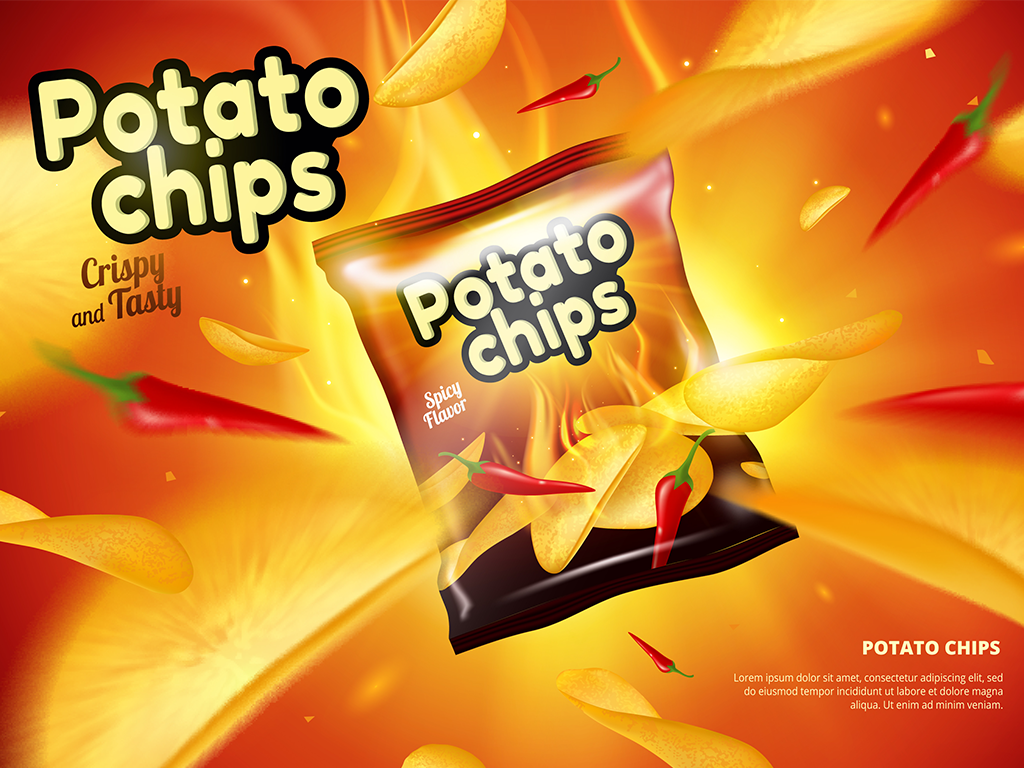 Potato
chips
Crispy
and Tasty
Potato
chips
Spicy
Flavor
POTATO CHIPS
Lorem ipsum dolor sit amet, consectetur adipiscing elit, sed
do eiusmod tempor incididunt ut labore et dolore magna
aliqua. Ut enim ad minim veniam.